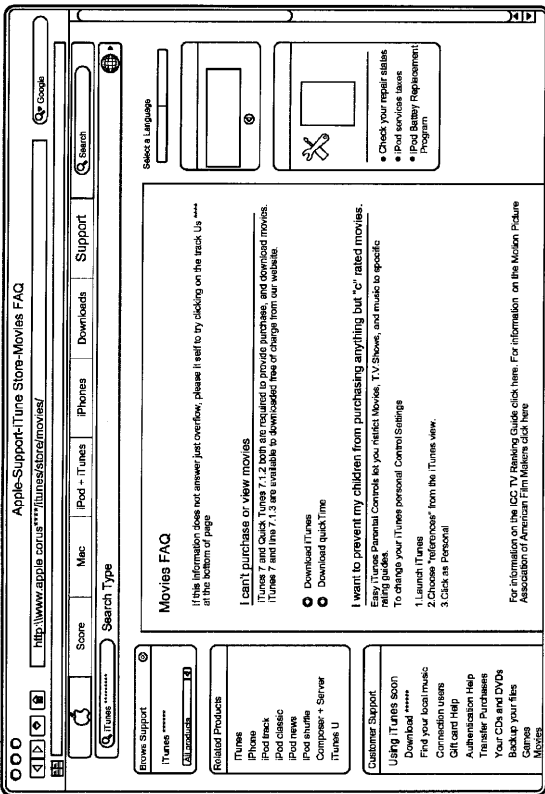 Apple-Support-iTune Store-Movies FAQ
http:\\www.apple.corus****/itunes/store/movies/
Google
Score
Mac
iPod + iTunes
iPhones
Downloads
Support
Search
iTunes *********
Search Type
Brows Support
iTunes ******
All products
Related Products
iTunes
iPhone
iPod track
iPod classic
iPod news
iPod shuffle
Composer + Server
iTunes U
Customer Support
Using iTunes soon
Download ******
Find your local music
Connection users
Gift card Help
Authentication Help
Transfer Purchases
Your CDs and DVDs
Backup your files
Games
Movies
Movies FAQ
If this information does not answer just overflow, please it self to try clicking on the track Us ****
at the bottom of page
I can't purchase or view movies
iTunes 7 and Quick Tunes 7.1.2 both are required to provide purchase, and download movies.
iTunes 7 and line 7.1.3 are available to downloaded free of charge from our website.
Download iTunes
Download quickTime
I want to prevent my children from purchasing anything but "c" rated movies.
Easy iTunes Parental Controls let you ristrict Movies, T.V.Shows, and music to specific
rating guides.
To change your iTunes personal Control Settings
1.Launch iTunes
2.Choose "references" from the iTunes view.
3.Click as Personal
For information on the ICC TV Ranking Guide click here. For information on the Motion Picture
Association of American Film Makers click here
Select a Language
Check your repair states
iPod services taxes
iPod Battey Replacement
Program